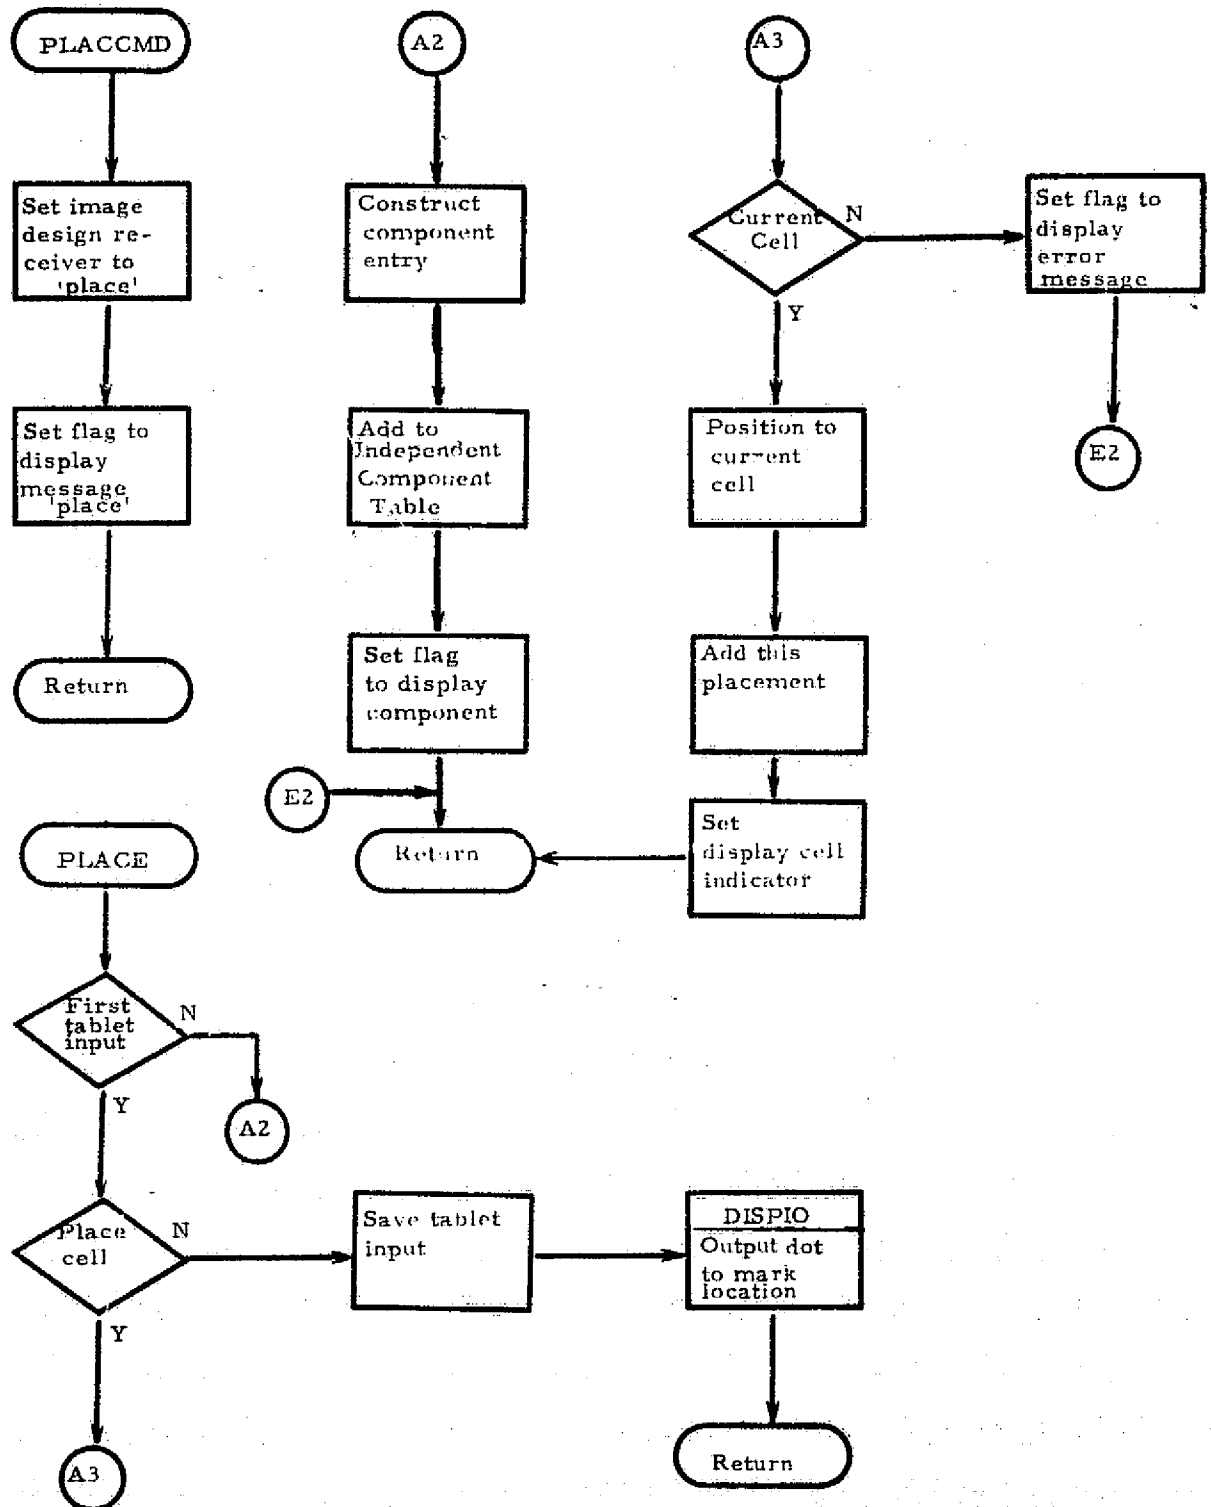 PLACCMD
Set image
design re-
ceiver to
'place'
Set flag to
display
message
'place'
Return
A2
Construct
component
entry
Add to
Independent
Component
Table
Set flag
to display
component
E2
Return
A3
Current
Cell
N
Y
Set flag to
display
error
message
E2
Position to
current
cell
Add this
placement
Set
display cell
indicator
PLACE
First
tablet
input
N
Y
A2
Place
cell
N
Y
A3
Save tablet
input
DISPIO
Output dot
to mark
location
Return